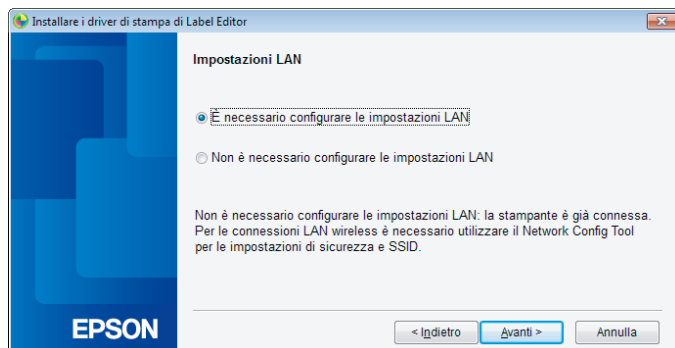 Installare i driver di stampa di Label Editor
Impostazioni LAN
È necessario configurare le impostazioni LAN
Non è necessario configurare le impostazioni LAN
Non è necessario configurare le impostazioni LAN: la stampante è già connessa.
Per le connessioni LAN wireless è necessario utilizzare il Network Config Tool
per le impostazioni di sicurezza e SSID.
EPSON
< Indietro
Avanti >
Annulla